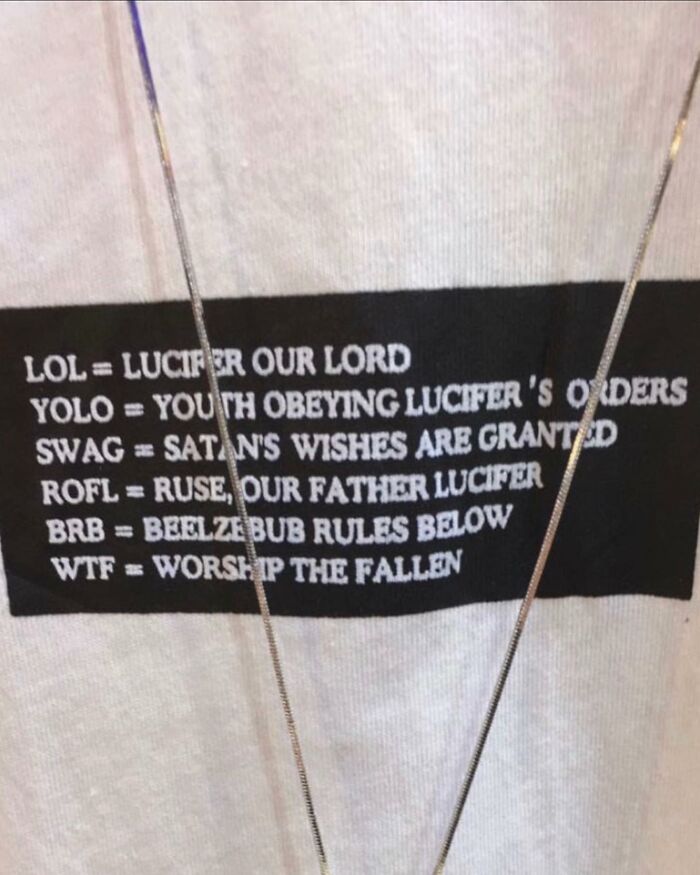 LOL = LUCIFER OUR LORD
YOLO = YOUTH OBEYING LUCIFER 'S ORDERS
SWAG = SATAN'S WISHES ARE GRANTED
ROFL = RUSE, OUR FATHER LUCIFER
BRB = BEELZEBUB RULES BELOW
WTF = WORSHIP THE FALLEN